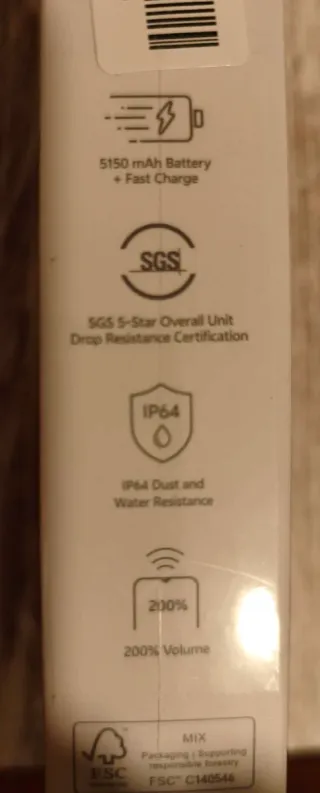 5150 mAh Battery
+ Fast Charge
SGS
SGS 5-Star Overall Unit
Drop Resistance Certification
IP64
IP64 Dust and
Water Resistance
200%
200% Volume
FSC
MIX
Packaging | Supporting
responsible forestry
FSC™ C140546